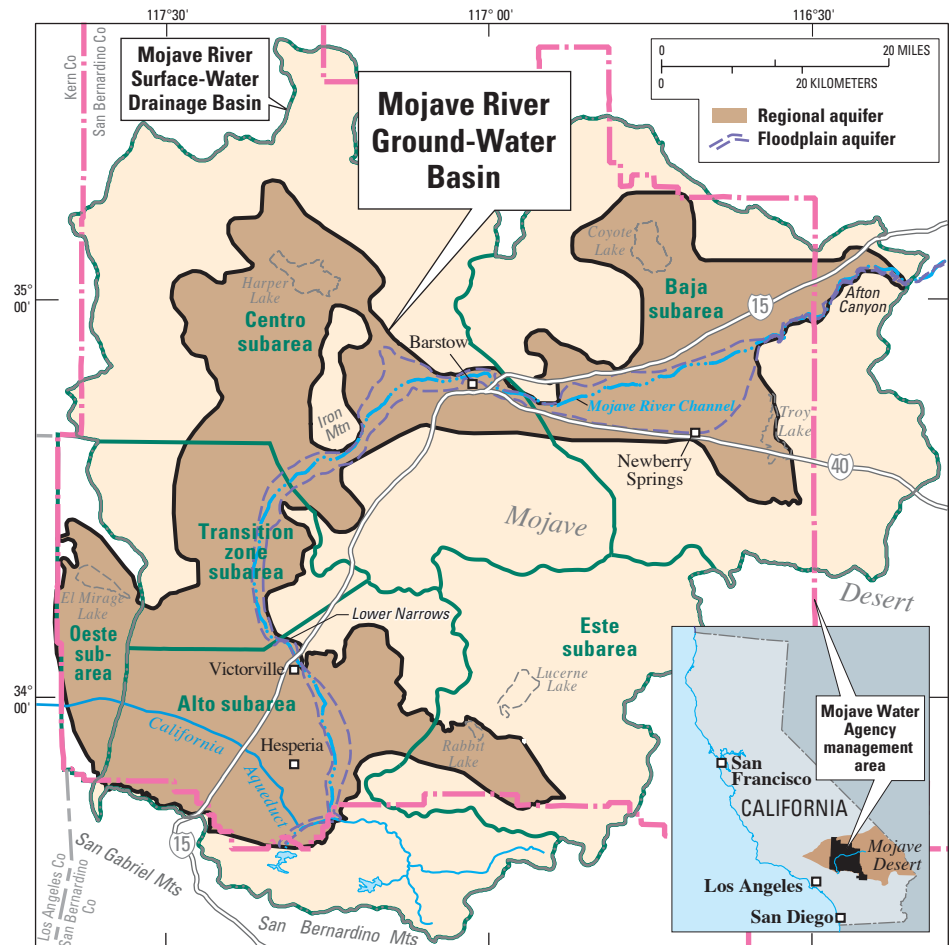 117°30'
117° 00'
116°30'
Kern Co
San Bernardino Co
Mojave River
Surface-Water
Drainage Basin
Mojave River
Ground-Water
Basin
0
20 MILES
0
20 KILOMETERS
Regional aquifer
Floodplain aquifer
Coyote
Lake
Harper
Lake
35°
00'
Centro
subarea
Baja
subarea
15
Afton
Canyon
Barstow
Iron
Mtn
Mojave River Channel
Troy
Lake
Newberry
Springs
40
Mojave
Desert
Transition
zone
subarea
El Mirage
Lake
Oeste
sub-
area
Lower Narrows
Este
subarea
Victorville
Lucerne
Lake
34°
00'
Alto subarea
California
Aqueduct
Hesperia
Rabbit
Lake
15
San Gabriel Mts
San Bernardino Mts
Los Angeles Co
San Bernardino
Co
Mojave Water
Agency
management
area
San
Francisco
CALIFORNIA
Mojave
Desert
Los Angeles
San Diego